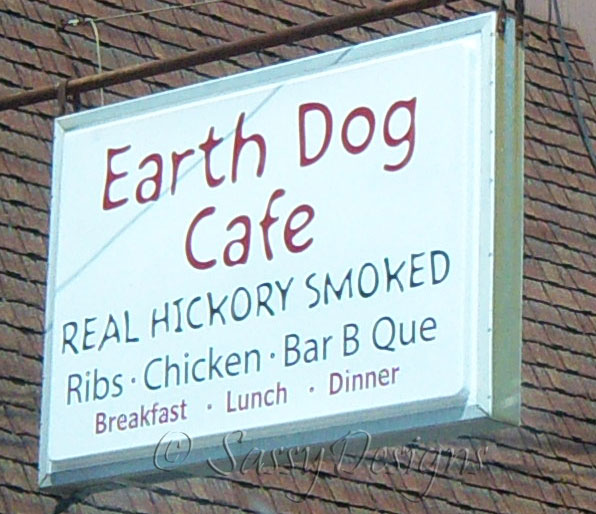 Earth Dog
Cafe
REAL HICKORY SMOKED
Ribs · Chicken · Bar B Que
Breakfast · Lunch · Dinner
© SassyDesigns